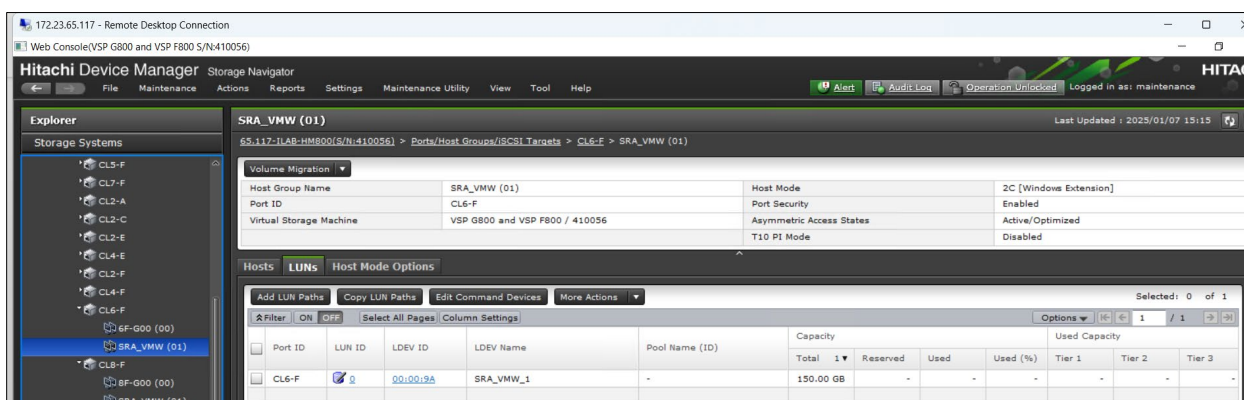 172.23.65.117 - Remote Desktop Connection
Web Console(VSP G800 and VSP F800 S/N:410056)
Hitachi Device Manager Storage Navigator
HITAC
File Maintenance Actions Reports Settings Maintenance Utility View Tool Help
Alert Audit Log Operation Unlocked Logged in as: maintenance
Explorer
Storage Systems
CL5-F
CL7-F
CL2-A
CL2-C
CL2-E
CL4-E
CL2-F
CL4-F
CL6-F
6F-G00 (00)
SRA_VMW (01)
CL8-F
8F-G00 (00)
SRA_VMW (01)
SRA_VMW (01)
Last Updated : 2025/01/07 15:15
65.117-ILAB-HM800(S/N:410056) > Ports/Host Groups/iSCSI Targets > CL6-F > SRA_VMW (01)
Volume Migration
Host Group Name SRA_VMW (01) Host Mode 2C [Windows Extension]
Port ID CL6-F Port Security Enabled
Virtual Storage Machine VSP G800 and VSP F800 / 410056 Asymmetric Access States Active/Optimized
T10 PI Mode Disabled
Hosts LUNs Host Mode Options
Add LUN Paths Copy LUN Paths Edit Command Devices More Actions Selected: 0 of 1
Filter ON OFF Select All Pages Column Settings Options 1 / 1
Port ID LUN ID LDEV ID LDEV Name Pool Name (ID) Capacity Used Capacity
Total 1 Reserved Used Used (%) Tier 1 Tier 2 Tier 3
CL6-F 0 00:00:9A SRA_VMW_1 - 150.00 GB - - - - - -